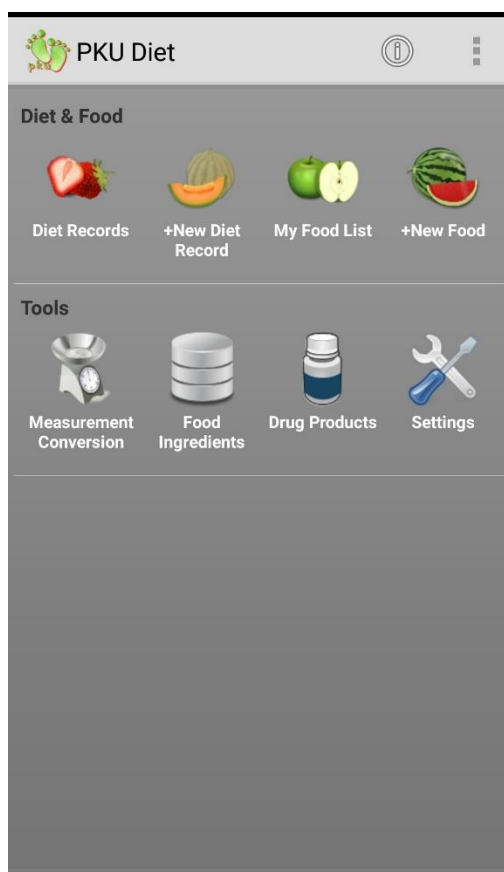 pku
PKU Diet
Diet & Food
Diet Records
+New Diet
Record
My Food List
+New Food
Tools
Measurement
Conversion
Food
Ingredients
Drug Products
Settings